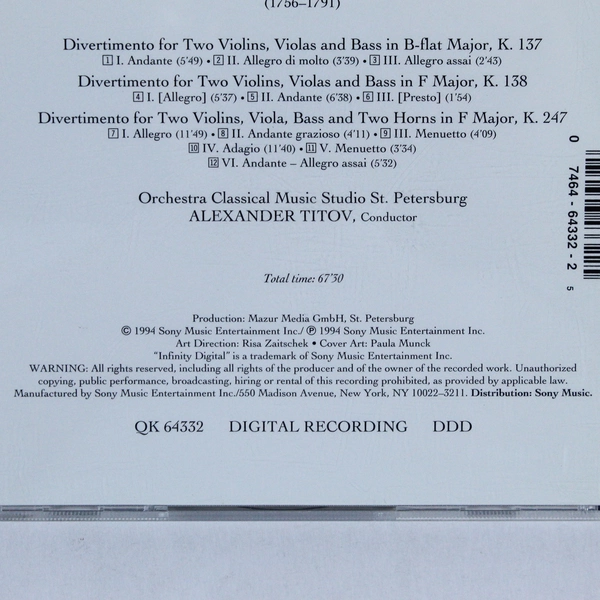 (1756–1791)
Divertimento for Two Violins, Violas and Bass in B-flat Major, K. 137
1 I. Andante (5'49) • 2 II. Allegro di molto (3'39) • 3 III. Allegro assai (2'43)
Divertimento for Two Violins, Violas and Bass in F Major, K. 138
4 I. [Allegro] (5'37) • 5 II. Andante (6'38) • 6 III. [Presto] (1'54)
Divertimento for Two Violins, Viola, Bass and Two Horns in F Major, K. 247
7 I. Allegro (11'49) • 8 II. Andante grazioso (4'11) • 9 III. Menuetto (4'09)
10 IV. Adagio (11'40) • 11 V. Menuetto (3'34)
12 VI. Andante – Allegro assai (5'32)
Orchestra Classical Music Studio St. Petersburg
ALEXANDER TITOV, Conductor
Total time: 67'30
Production: Mazur Media GmbH, St. Petersburg
© 1994 Sony Music Entertainment Inc./ ℗ 1994 Sony Music Entertainment Inc.
Art Direction: Risa Zaitschek • Cover Art: Paula Munck
"Infinity Digital" is a trademark of Sony Music Entertainment Inc.
WARNING: All rights reserved, including all rights of the producer and of the owner of the recorded work. Unauthorized
copying, public performance, broadcasting, hiring or rental of this recording prohibited, as provided by applicable law.
Manufactured by Sony Music Entertainment Inc./550 Madison Avenue, New York, NY 10022–3211. Distribution: Sony Music.
QK 64332 DIGITAL RECORDING DDD
0 7464-64332-2 5